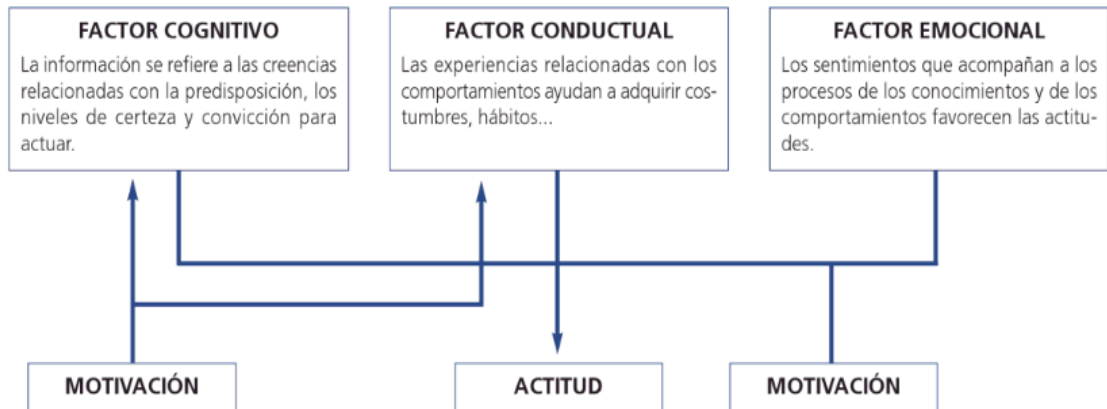 FACTOR COGNITIVO
La información se refiere a las creencias
relacionadas con la predisposición, los
niveles de certeza y convicción para
actuar.
FACTOR CONDUCTUAL
Las experiencias relacionadas con los
comportamientos ayudan a adquirir cos-
tumbres, hábitos...
FACTOR EMOCIONAL
Los sentimientos que acompañan a los
procesos de los conocimientos y de los
comportamientos favorecen las actitu-
des.
MOTIVACIÓN
ACTITUD
MOTIVACIÓN